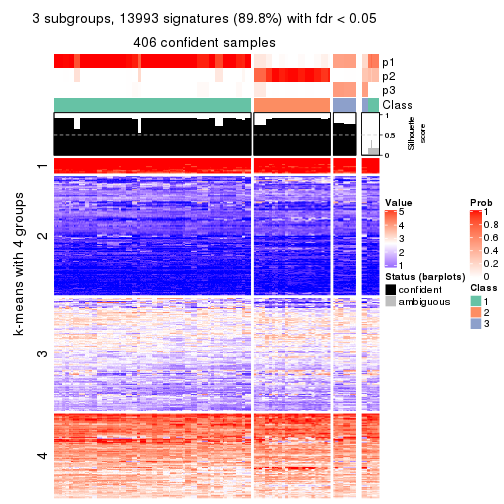 3 subgroups, 13993 signatures (89.8%) with fdr < 0.05
406 confident samples
p1
p2
p3
Class
1
0.5
0
Silhouette
score
k-means with 4 groups
1
2
3
4
Value
5
4
3
2
1
Status (barplots)
confident
ambiguous
Prob
1
0.8
0.6
0.4
0.2
0
Class
1
2
3